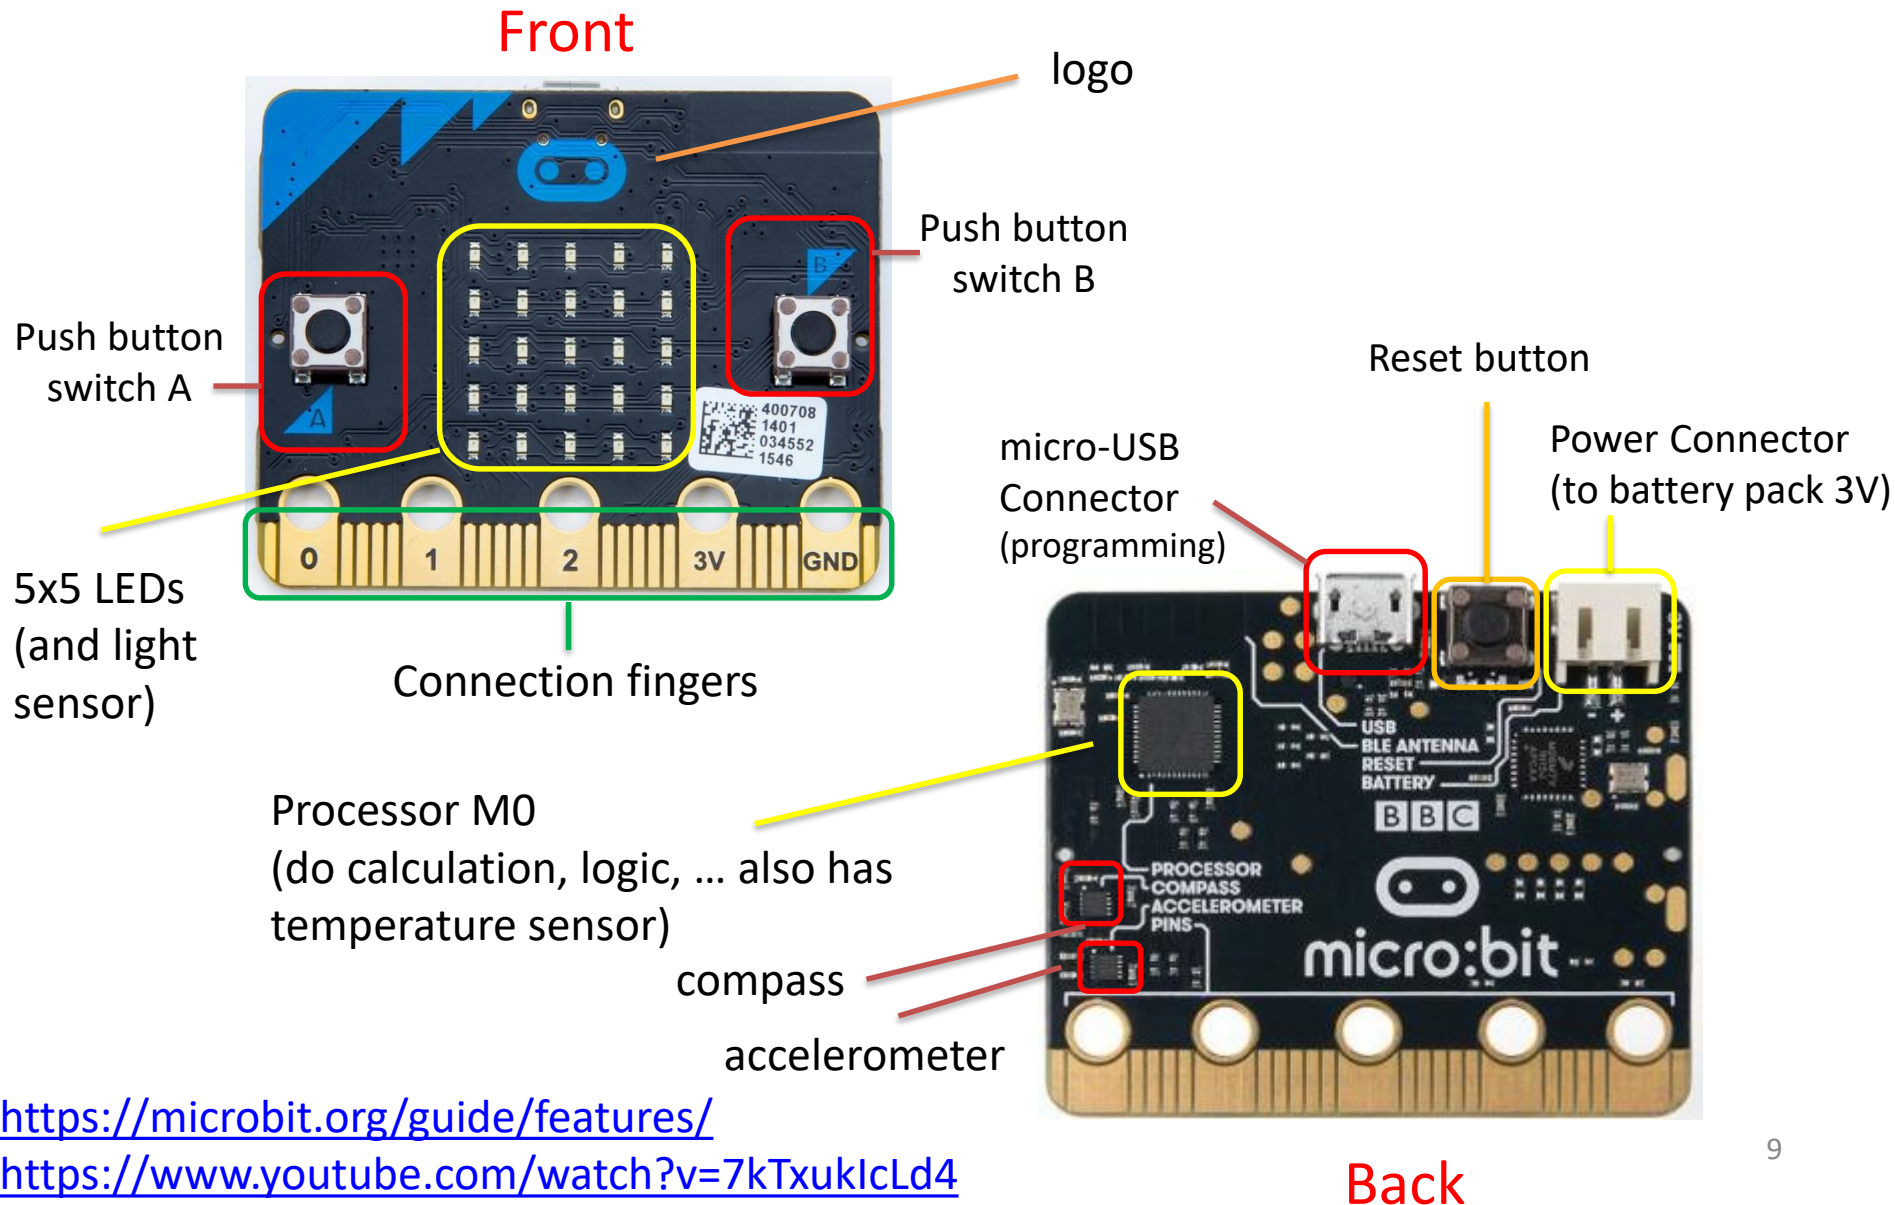 Front
logo
Push button
switch B
Push button
switch A
B
A
400708
1401
034552
1546
0
1
2
3V
GND
5x5 LEDs
(and light
sensor)
Connection fingers
Reset button
micro-USB
Connector
(programming)
Power Connector
(to battery pack 3V)
Processor M0
(do calculation, logic, … also has
temperature sensor)
compass
accelerometer
- +
USB
BLE ANTENNA
RESET
BATTERY
BBC
PROCESSOR
COMPASS
ACCELEROMETER
PINS
micro:bit
https://microbit.org/guide/features/
https://www.youtube.com/watch?v=7kTxukIcLd4
Back
9